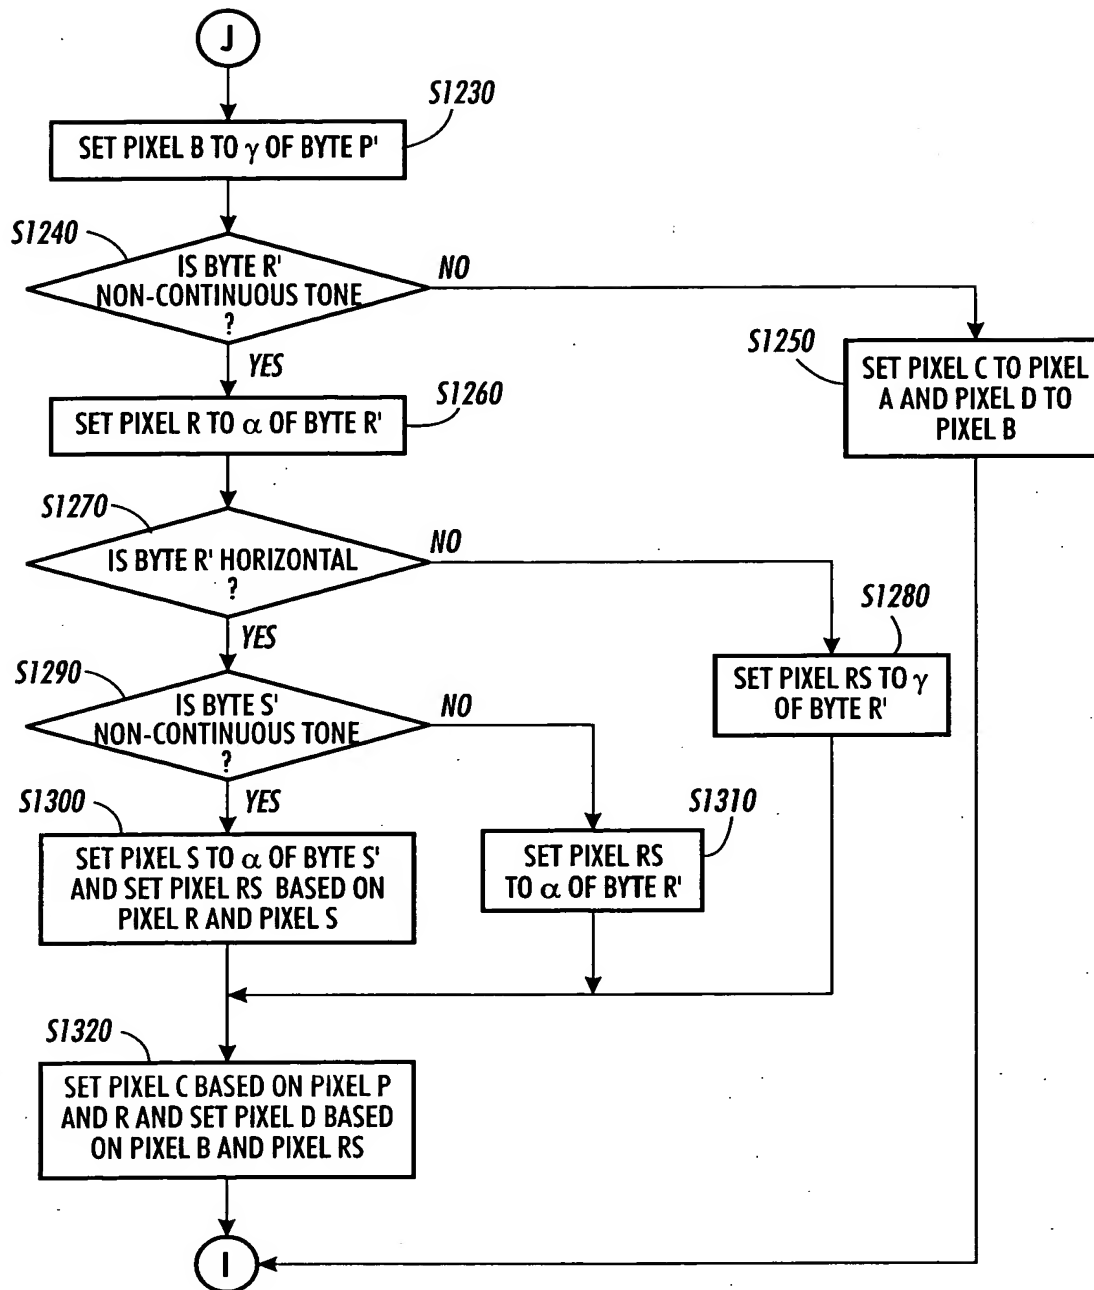 J
S1230
SET PIXEL B TO γ OF BYTE P'
S1240
IS BYTE R'
NON-CONTINUOUS TONE
?
NO
YES
S1250
SET PIXEL C TO PIXEL
A AND PIXEL D TO
PIXEL B
S1260
SET PIXEL R TO α OF BYTE R'
S1270
IS BYTE R' HORIZONTAL
?
NO
YES
S1280
SET PIXEL RS TO γ
OF BYTE R'
S1290
IS BYTE S'
NON-CONTINUOUS TONE
?
NO
YES
S1300
SET PIXEL S TO α OF BYTE S'
AND SET PIXEL RS BASED ON
PIXEL R AND PIXEL S
S1310
SET PIXEL RS
TO α OF BYTE R'
S1320
SET PIXEL C BASED ON PIXEL P
AND R AND SET PIXEL D BASED
ON PIXEL B AND PIXEL RS
I